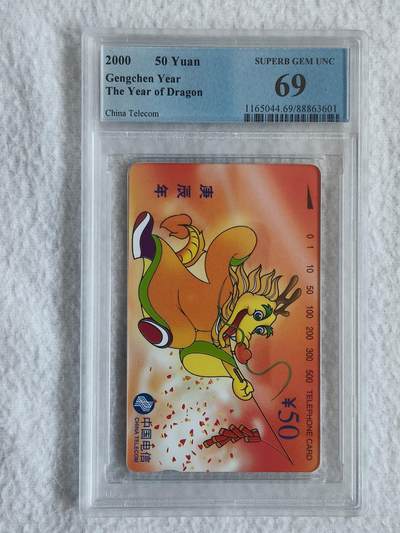 2000 50 Yuan
Gengchen Year
The Year of Dragon
China Telecom
SUPERB GEM UNC
69
1165044.69/88863601
庚辰年
0 1 10 50 100 200 300 500 TELEPHONE CARD
¥50
中国电信
CHINA TELECOM